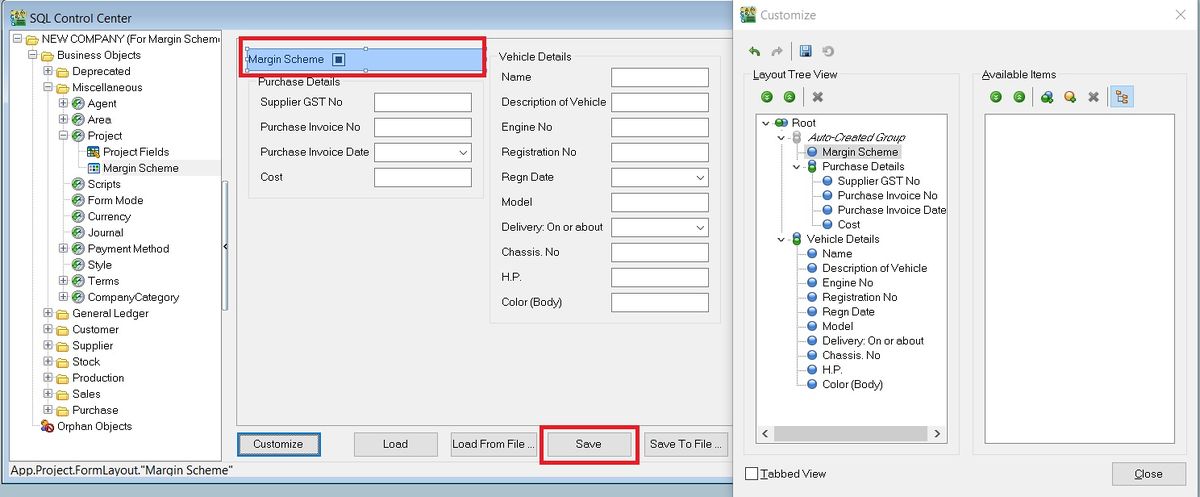 SQL Control Center
NEW COMPANY (For Margin Schem
Business Objects
Deprecated
Miscellaneous
Agent
Area
Project
Project Fields
Margin Scheme
Scripts
Form Mode
Currency
Journal
Payment Method
Style
Terms
CompanyCategory
General Ledger
Customer
Supplier
Stock
Production
Sales
Purchase
Orphan Objects
Margin Scheme
Purchase Details
Supplier GST No
Purchase Invoice No
Purchase Invoice Date
Cost
Vehicle Details
Name
Description of Vehicle
Engine No
Registration No
Regn Date
Model
Delivery: On or about
Chassis. No
H.P.
Color (Body)
Customize
Load
Load From File ...
Save
Save To File ...
App.Project.FormLayout."Margin Scheme"
Customize
Layout Tree View
Root
Auto-Created Group
Margin Scheme
Purchase Details
Supplier GST No
Purchase Invoice No
Purchase Invoice Date
Cost
Vehicle Details
Name
Description of Vehicle
Engine No
Registration No
Regn Date
Model
Delivery: On or about
Chassis. No
H.P.
Color (Body)
Available Items
Tabbed View
Close